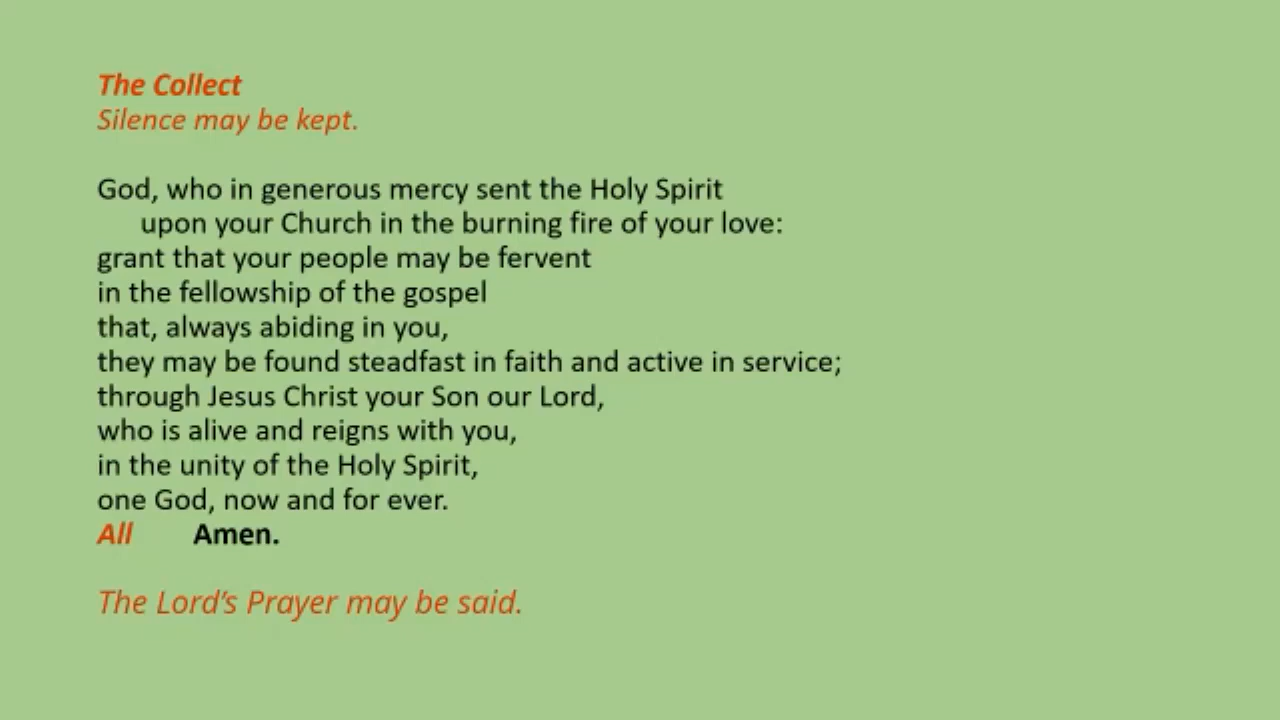 The Collect
Silence may be kept.
God, who in generous mercy sent the Holy Spirit
upon your Church in the burning fire of your love:
grant that your people may be fervent
in the fellowship of the gospel
that, always abiding in you,
they may be found steadfast in faith and active in service;
through Jesus Christ your Son our Lord,
who is alive and reigns with you,
in the unity of the Holy Spirit,
one God, now and for ever.
All Amen.
The Lord’s Prayer may be said.